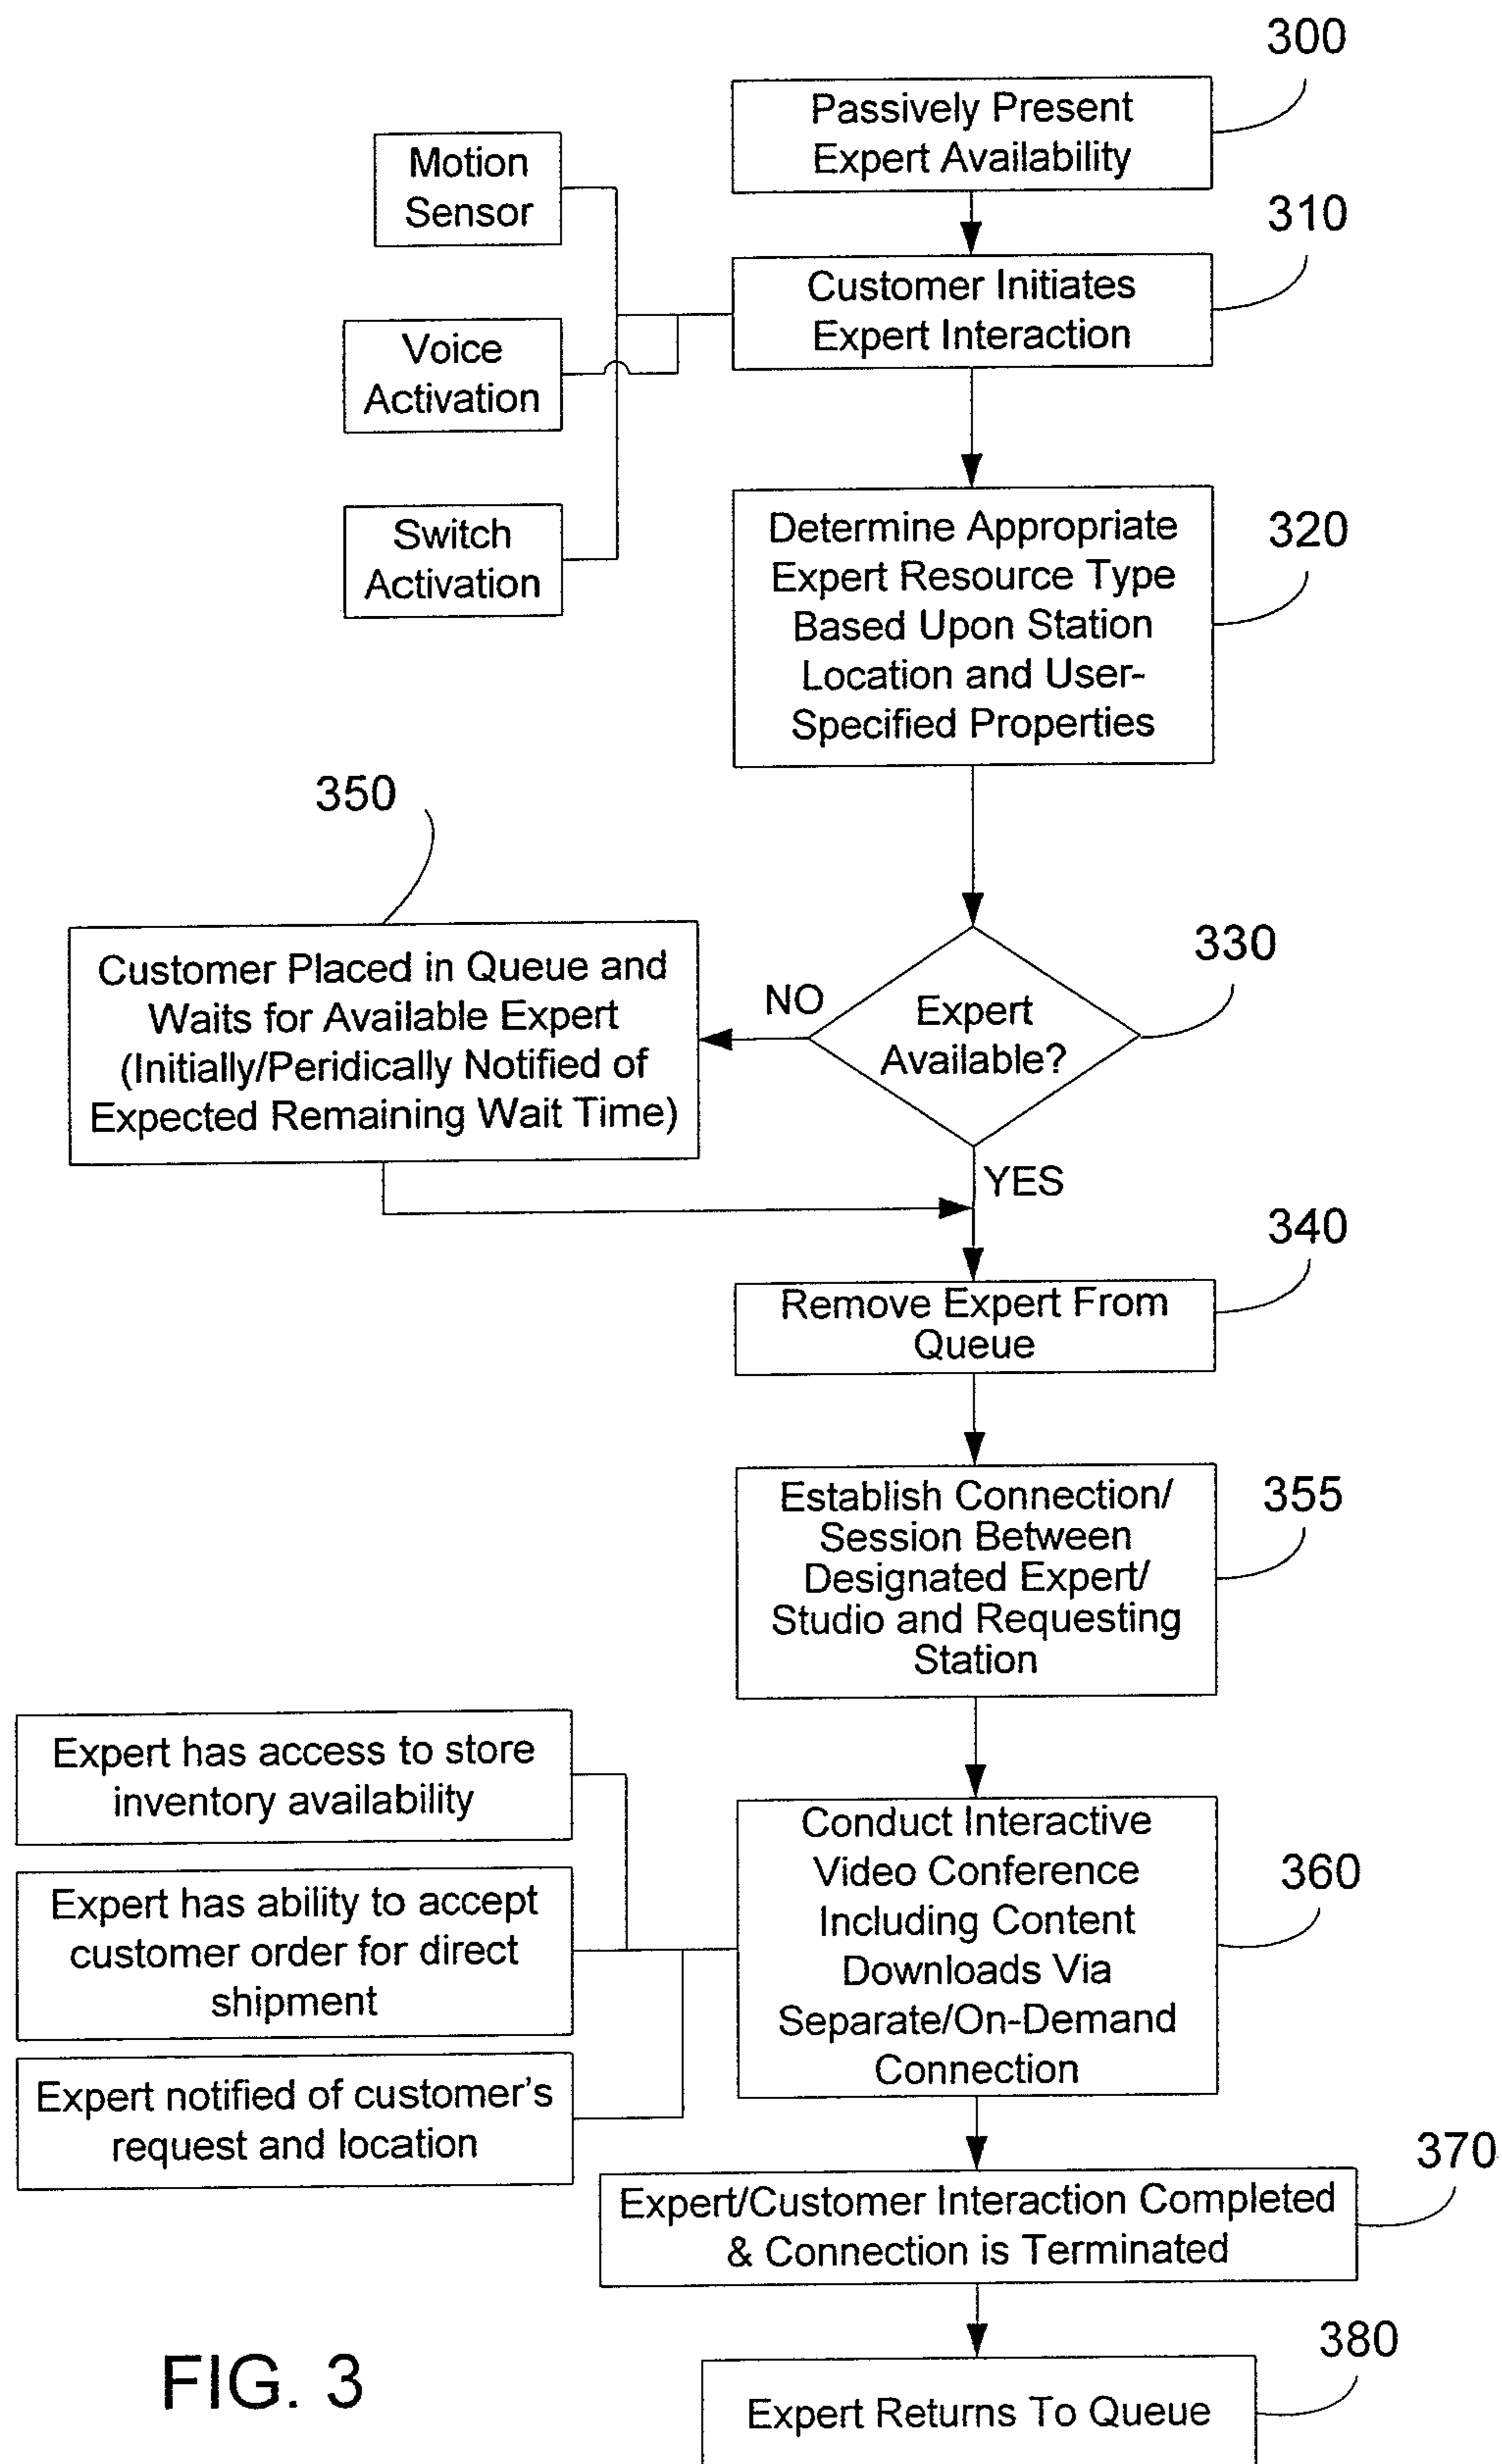 300
Passively Present
Expert Availability
Motion
Sensor
310
Customer Initiates
Expert Interaction
Voice
Activation
Switch
Activation
320
Determine Appropriate
Expert Resource Type
Based Upon Station
Location and User-
Specified Properties
350
Customer Placed in Queue and
Waits for Available Expert
(Initially/Peridically Notified of
Expected Remaining Wait Time)
NO
330
Expert
Available?
YES
340
Remove Expert From
Queue
355
Establish Connection/
Session Between
Designated Expert/
Studio and Requesting
Station
Expert has access to store
inventory availability
Expert has ability to accept
customer order for direct
shipment
Expert notified of customer’s
request and location
360
Conduct Interactive
Video Conference
Including Content
Downloads Via
Separate/On-Demand
Connection
370
Expert/Customer Interaction Completed
& Connection is Terminated
380
Expert Returns To Queue
FIG. 3